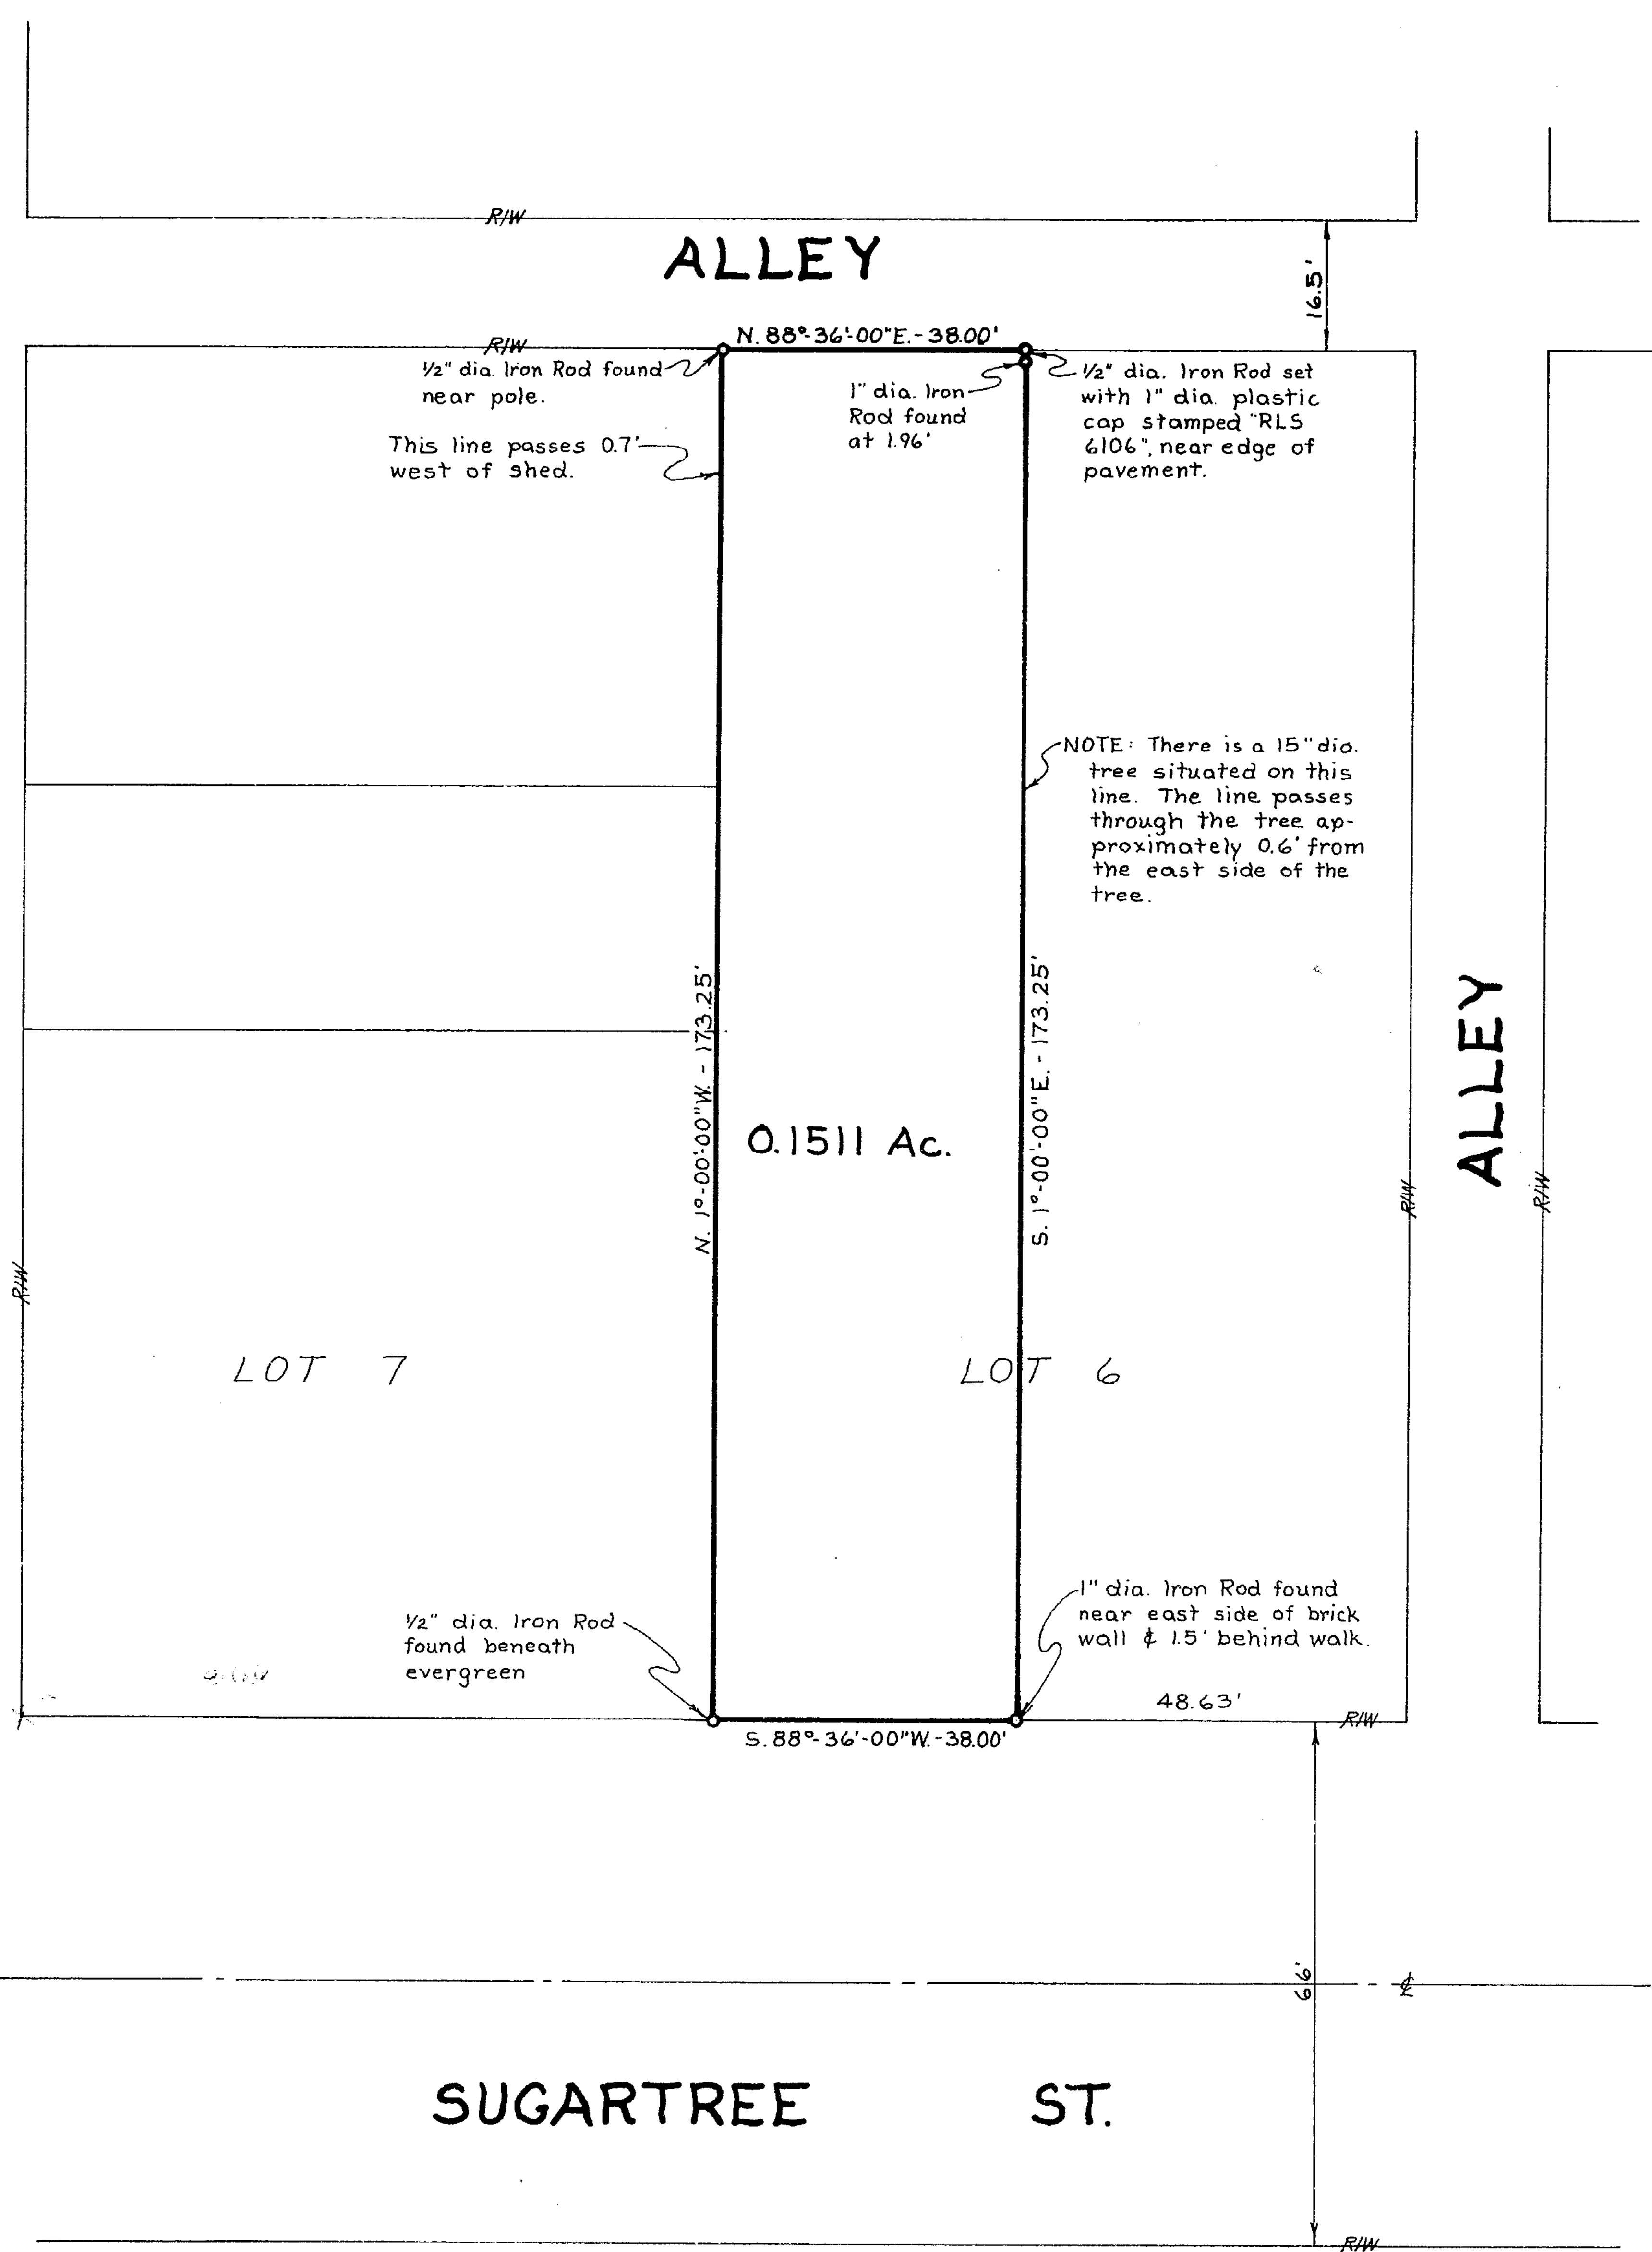 R/W
ALLEY
16.5'
N. 88°-36'-00"E.-38.00'
R/W
1/2" dia. Iron Rod found
near pole.
This line passes 0.7'
west of shed.
1" dia. Iron
Rod found
at 1.96'
1/2" dia. Iron Rod set
with 1" dia. plastic
cap stamped "RLS
6106", near edge of
pavement.
NOTE: There is a 15" dia.
tree situated on this
line. The line passes
through the tree ap-
proximately 0.6' from
the east side of the
tree.
N. 1°-00'-00"W. - 173.25'
S. 1°-00'-00"E. - 173.25'
0.1511 Ac.
ALLEY
R/W
R/W
R/W
LOT 7
LOT 6
1/2" dia. Iron Rod
found beneath
evergreen
1" dia. Iron Rod found
near east side of brick
wall & 1.5' behind walk.
48.63'
R/W
S. 88°-36'-00"W.-38.00'
66'
℄
SUGARTREE ST.
R/W